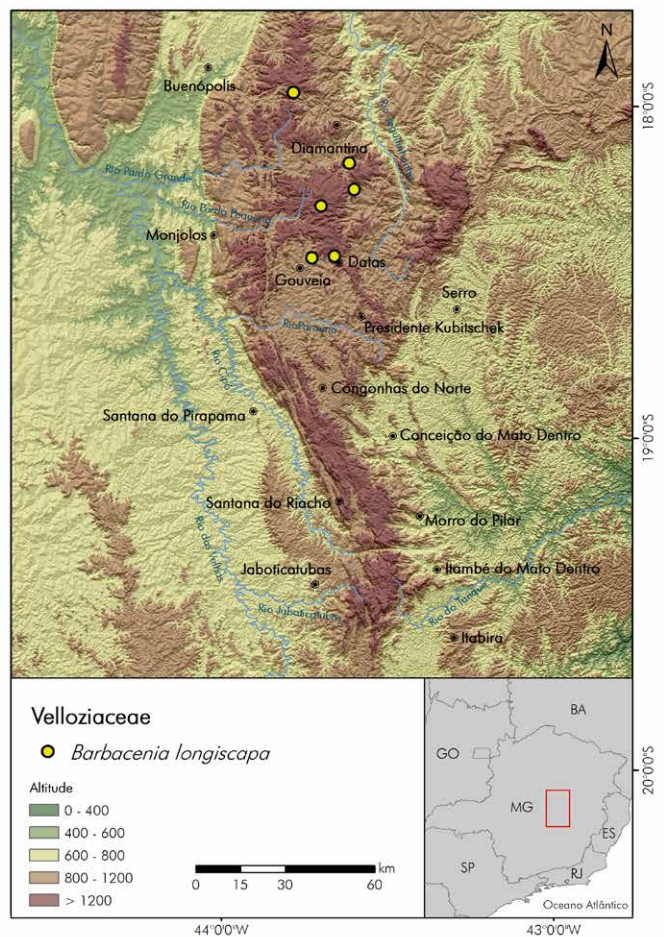 N
Buenópolis
18°0'0"S
Diamantina
Rio Jequitinhonha
Rio Pardo Grande
Rio Pardo Pequeno
Monjolos
Datas
Gouveia
Serro
Rio Paraúna
Presidente Kubitschek
Rio Cipó
Congonhas do Norte
Santana do Pirapama
Conceição do Mato Dentro
19°0'0"S
Santana do Riacho
Morro do Pilar
Rio das Velhas
Jaboticatubas
Itambé do Mato Dentro
Rio Jaboticatubas
Rio do Tanque
Itabira
Velloziaceae
Barbacenia longiscapa
Altitude
0 - 400
400 - 600
600 - 800
800 - 1200
> 1200
km
0 15 30 60
BA
GO
MG
ES
SP
RJ
Oceano Atlântico
20°0'0"S
44°0'0"W
43°0'0"W